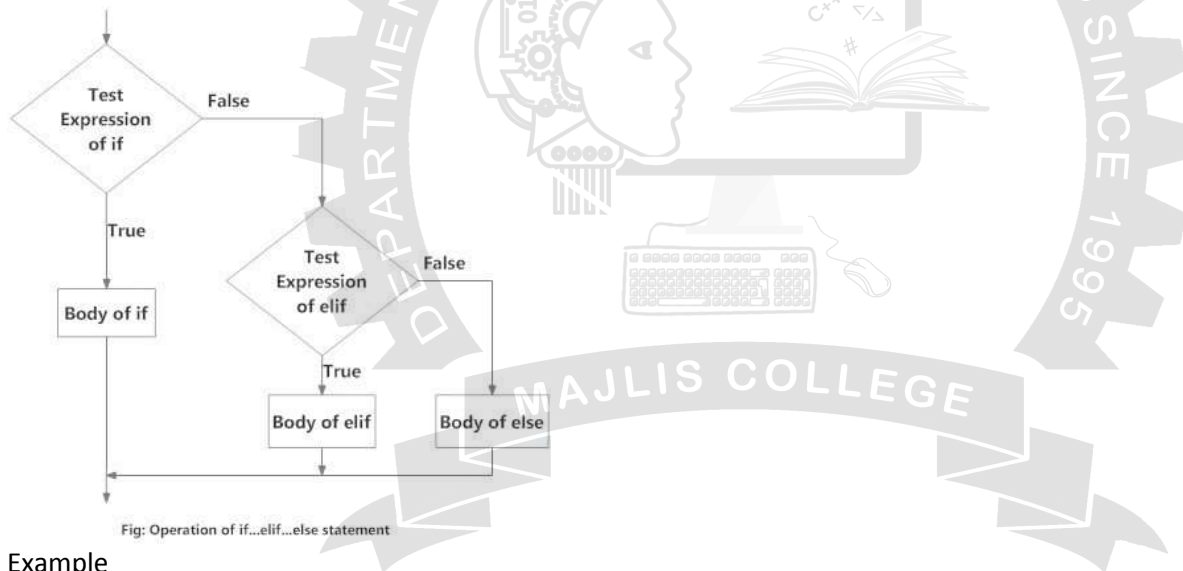 Test
Expression
of if
False
True
Body of if
Test
Expression
of elif
False
True
Body of elif
Body of else
Fig: Operation of if...elif...else statement
Example
C++ </>
#
SINCE 1995
MAJLIS COLLEGE